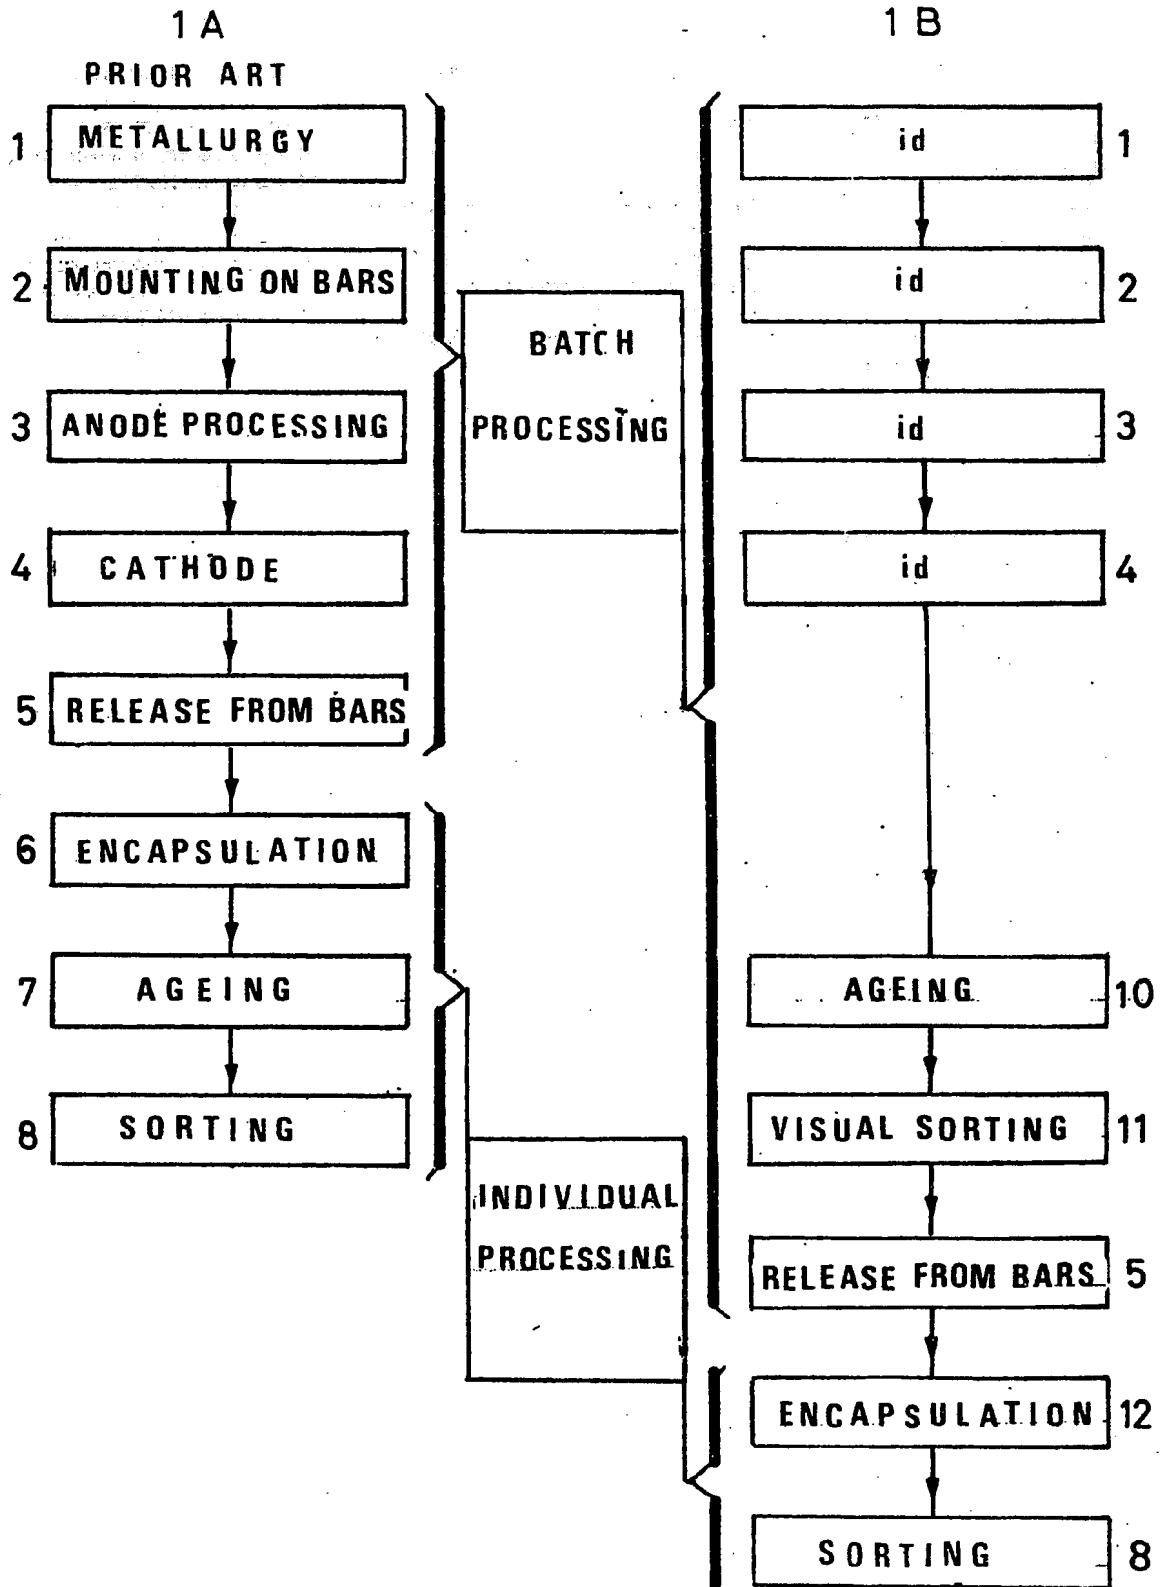 1A
PRIOR ART
1 METALLURGY
2 MOUNTING ON BARS
3 ANODE PROCESSING
4 CATHODE
5 RELEASE FROM BARS
6 ENCAPSULATION
7 AGEING
8 SORTING
BATCH
PROCESSING
INDIVIDUAL
PROCESSING
1B
id 1
id 2
id 3
id 4
AGEING 10
VISUAL SORTING 11
RELEASE FROM BARS 5
ENCAPSULATION 12
SORTING 8